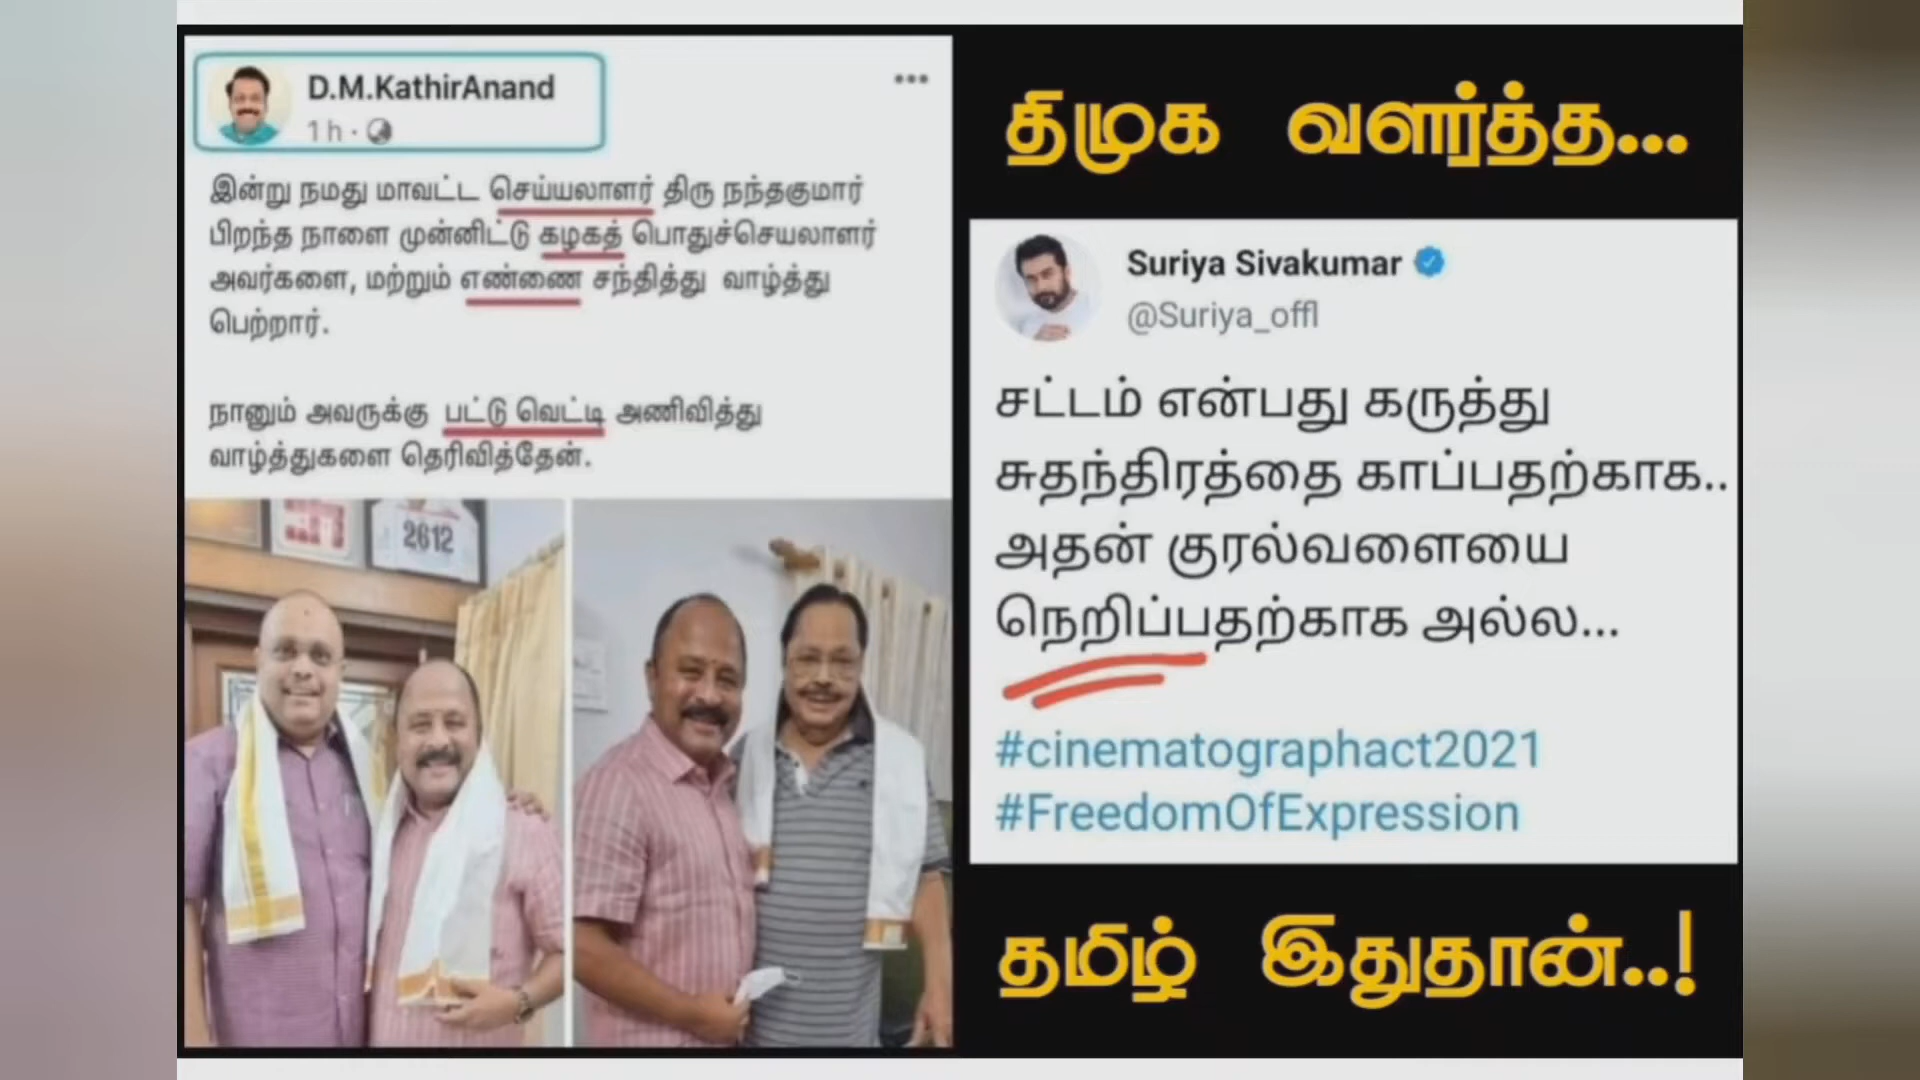 D.M.KathirAnand
1 h ·
இன்று நமது மாவட்ட செய்யலாளர் திரு நந்தகுமார்
பிறந்த நாளை முன்னிட்டு கழகத் பொதுச்செயலாளர்
அவர்களை, மற்றும் எண்ணை சந்தித்து வாழ்த்து
பெற்றார்.
நானும் அவருக்கு பட்டு வெட்டி அணிவித்து
வாழ்த்துகளை தெரிவித்தேன்.
2612
திமுக வளர்த்த...
Suriya Sivakumar
@Suriya_offl
சட்டம் என்பது கருத்து
சுதந்திரத்தை காப்பதற்காக..
அதன் குரல்வளையை
நெறிப்பதற்காக அல்ல...
#cinematographact2021
#FreedomOfExpression
தமிழ் இதுதான்..!